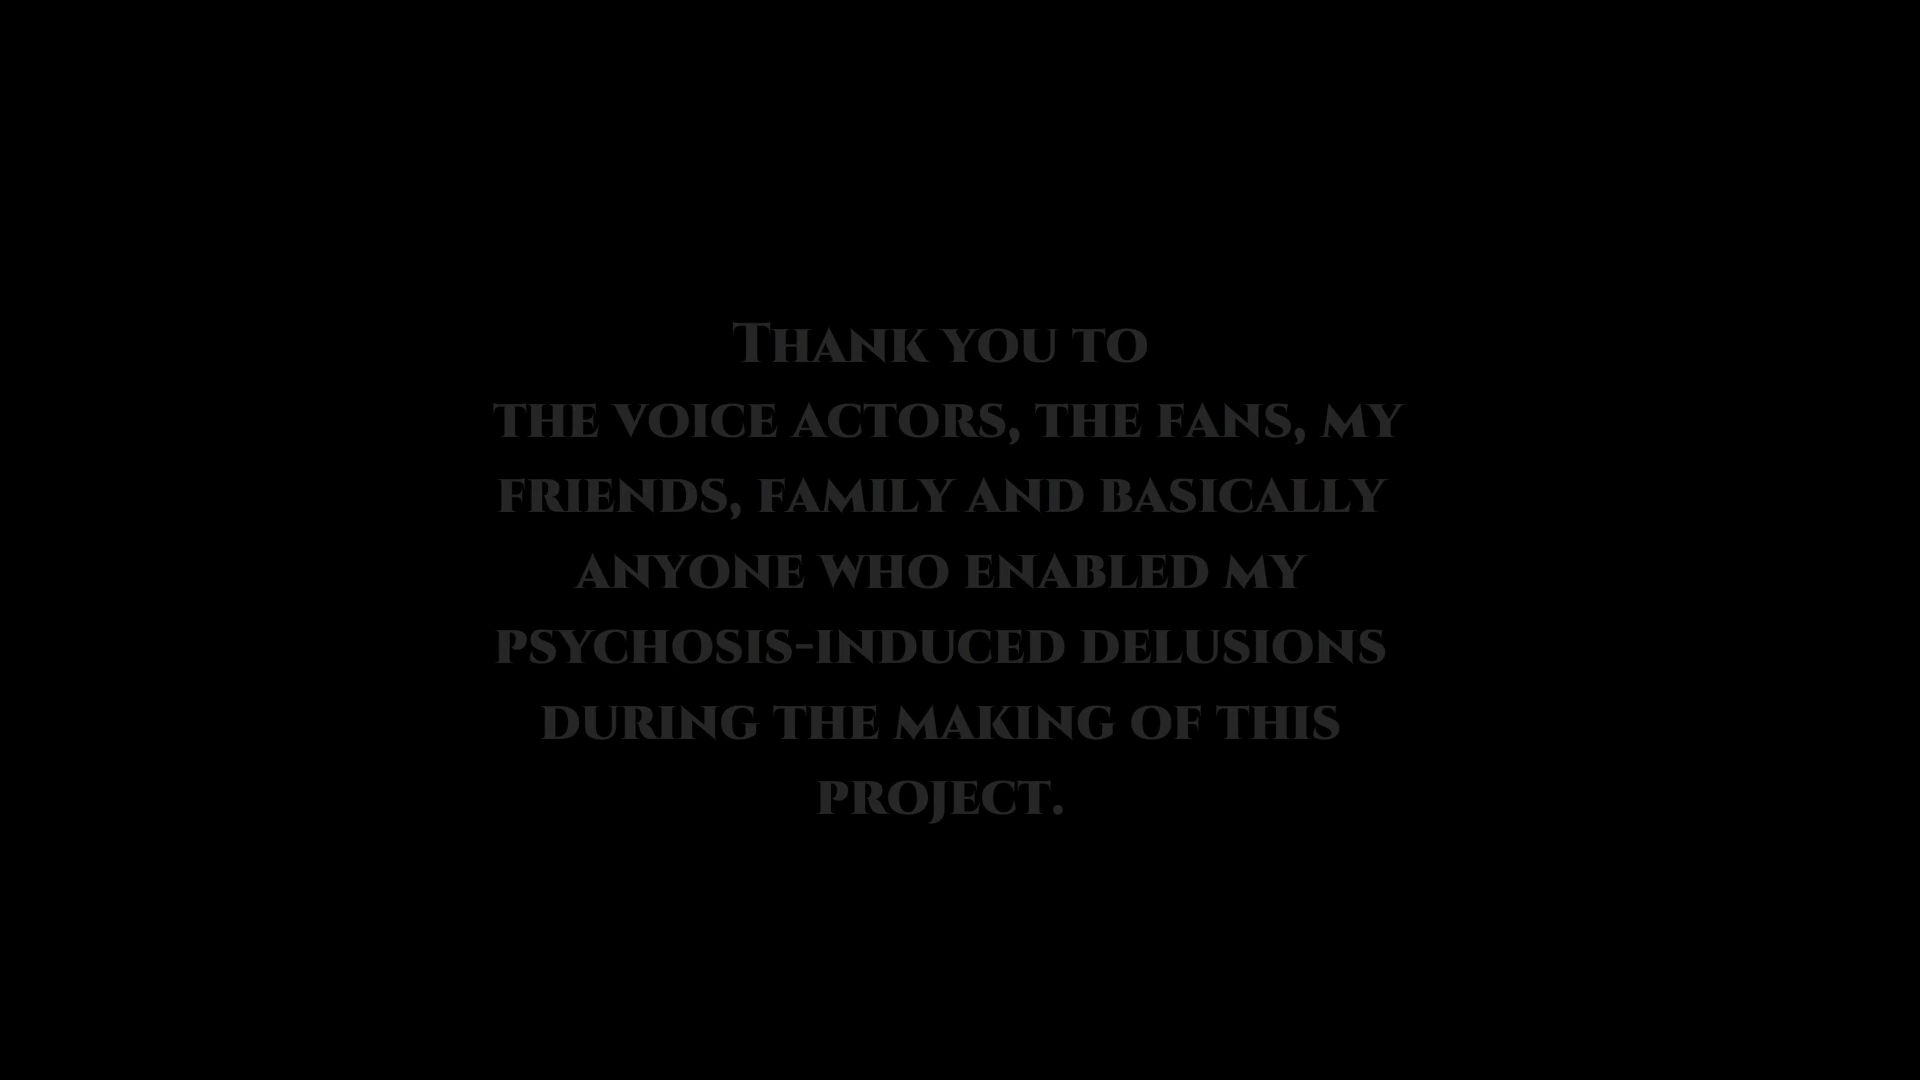 Thank you to
the voice actors, the fans, my
friends, family and basically
anyone who enabled my
psychosis-induced delusions
during the making of this
project.